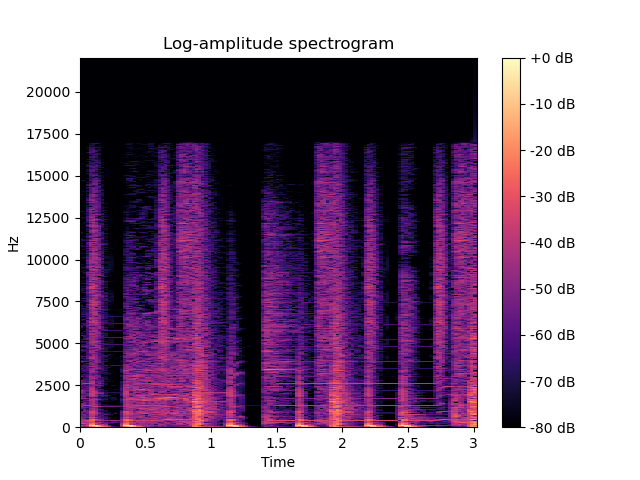 Log-amplitude spectrogram
Hz
20000
17500
15000
12500
10000
7500
5000
2500
0
0 0.5 1 1.5 2 2.5 3
Time
+0 dB
-10 dB
-20 dB
-30 dB
-40 dB
-50 dB
-60 dB
-70 dB
-80 dB